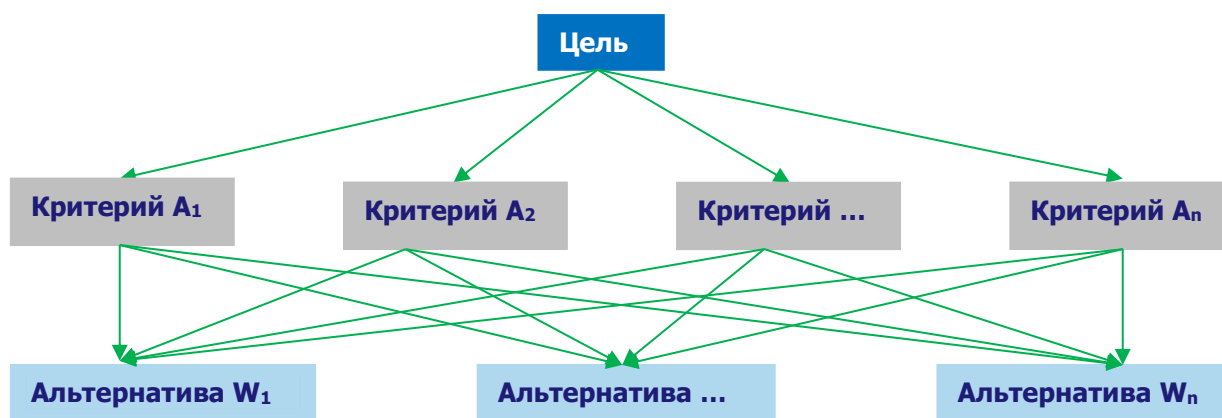 Цель
Критерий A₁
Критерий A₂
Критерий ...
Критерий Aₙ
Альтернатива W₁
Альтернатива ...
Альтернатива Wₙ